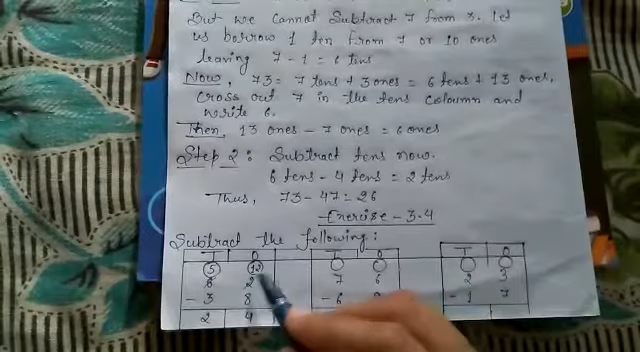 But we cannot Subtract 7 from 3. Let
us borrow 1 ten from 7 or 10 ones
leaving 7 - 1 = 6 tens
Now, 73 = 7 tens + 3 ones = 6 tens + 13 ones,
Cross out 7 in the tens coloumn and
write 6.
Then, 13 ones - 7 ones = 6 ones
Step 2: Subtract tens now.
6 tens - 4 tens = 2 tens
Thus, 73 - 47 = 26
Exercise - 3.4
Subtract the following:
T O T O T O
5 12
6 2 7 6 2 3
- 3 8 - 6 - 1 7
2 4